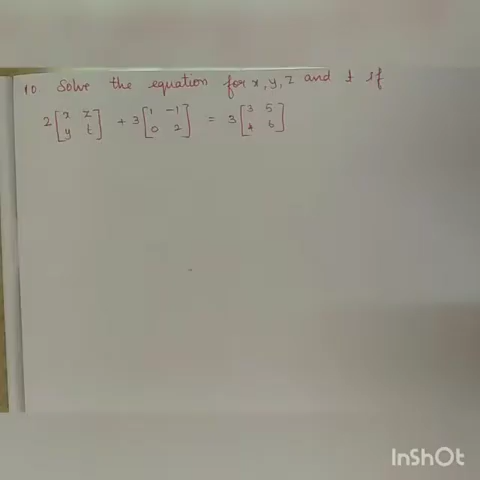 10. Solve the equation for x, y, z and t if
2 [x z y t] + 3 [1 -1 0 2] = 3 [3 5 4 6]
InShOt